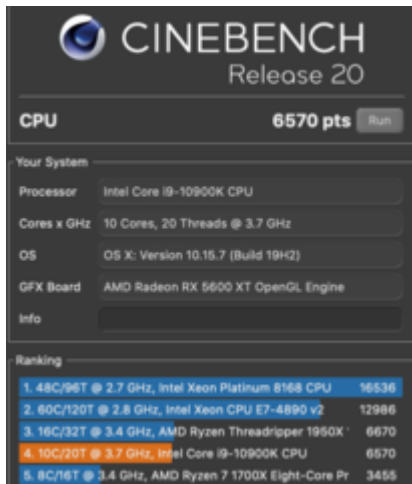 CINEBENCH
Release 20
CPU 6570 pts Run
Your System
Processor Intel Core i9-10900K CPU
Cores x GHz 10 Cores, 20 Threads @ 3.7 GHz
OS OS X: Version 10.15.7 (Build 19H2)
GFX Board AMD Radeon RX 5600 XT OpenGL Engine
Info
Ranking
1. 48C/96T @ 2.7 GHz, Intel Xeon Platinum 8168 CPU 16536
2. 60C/120T @ 2.8 GHz, Intel Xeon CPU E7-4890 v2 12986
3. 16C/32T @ 3.4 GHz, AMD Ryzen Threadripper 1950X 6670
4. 10C/20T @ 3.7 GHz, Intel Core i9-10900K CPU 6570
5. 8C/16T @ 3.4 GHz, AMD Ryzen 7 1700X Eight-Core Pr 3455